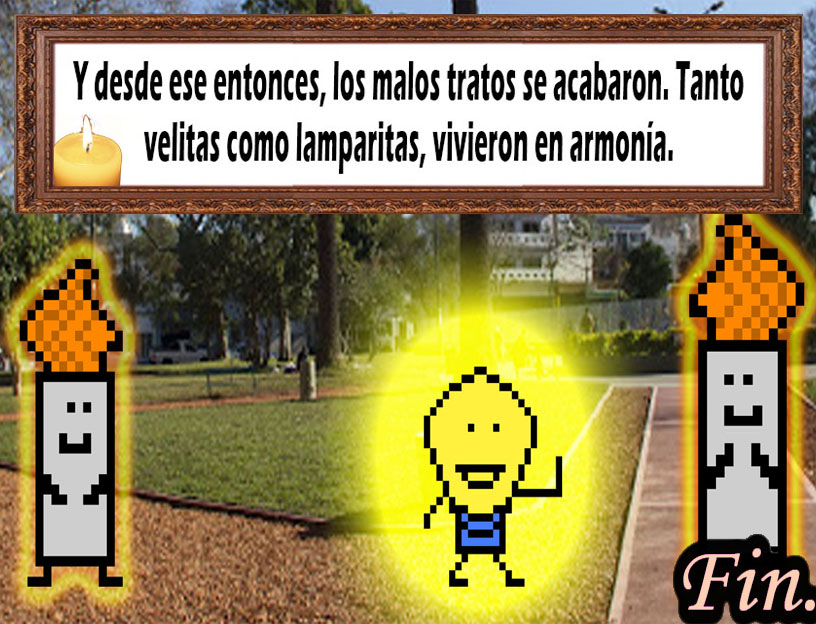 Y desde ese entonces, los malos tratos se acabaron. Tanto
velitas como lamparitas, vivieron en armonía.
Fin.